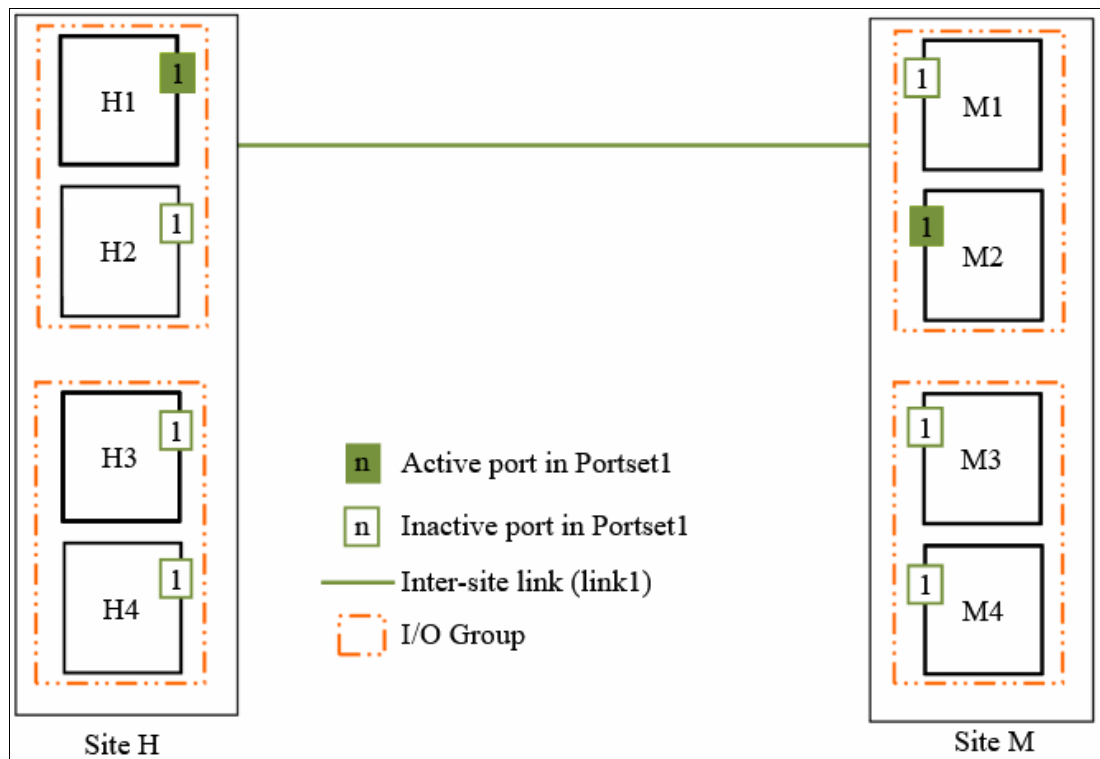 1
H1
1
H2
1
H3
1
H4
Site H
1
M1
1
M2
1
M3
1
M4
Site M
n Active port in Portset1
n Inactive port in Portset1
Inter-site link (link1)
I/O Group